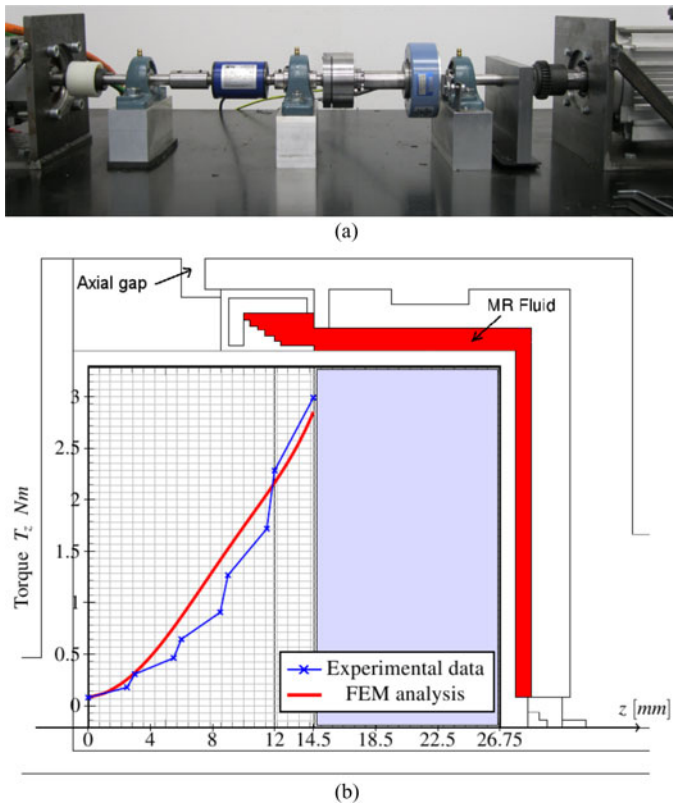 (a)
Axial gap
MR Fluid
Torque T_z Nm
3
2.5
2
1.5
1
0.5
0
Experimental data
FEM analysis
z [mm]
0 4 8 12 14.5 18.5 22.5 26.75
(b)